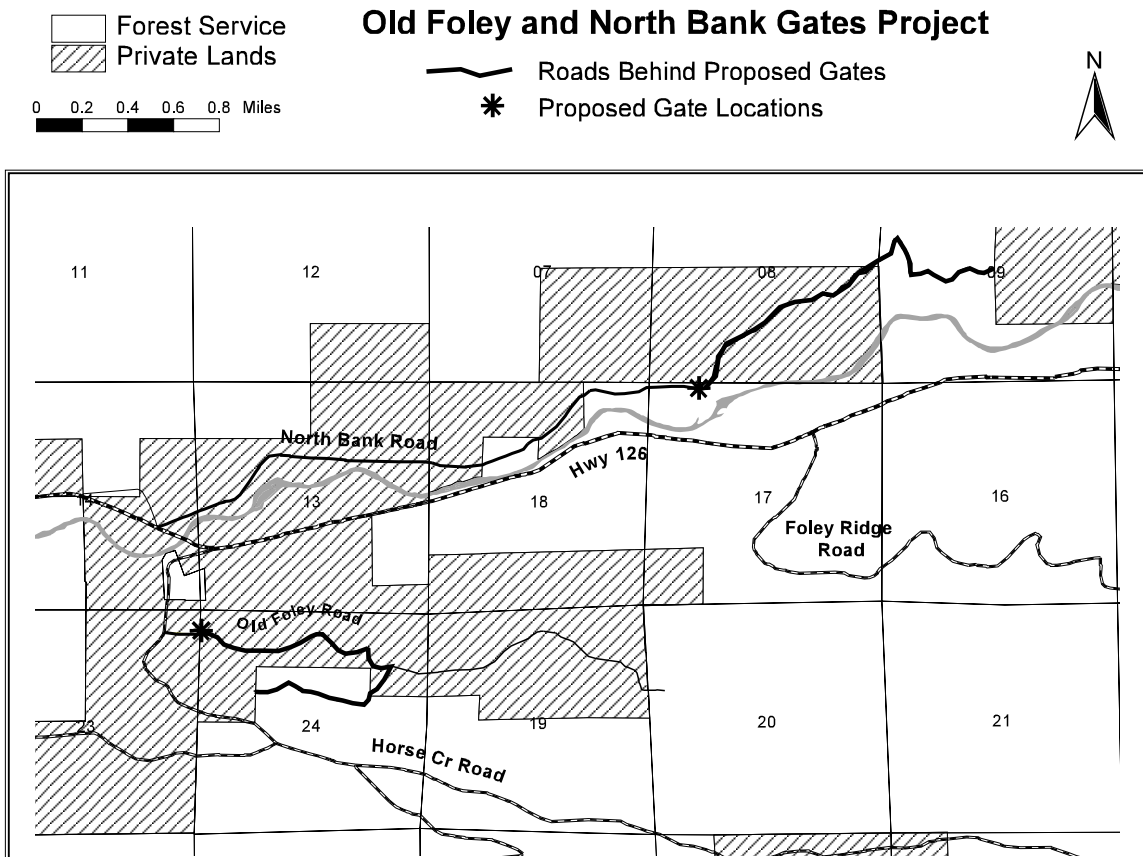 Old Foley and North Bank Gates Project
Forest Service
Private Lands
Roads Behind Proposed Gates
Proposed Gate Locations
N
0 0.2 0.4 0.6 0.8 Miles
11
12
07
08
09
North Bank Road
Hwy 126
14
13
18
17
16
Foley Ridge
Road
Old Foley Road
23
24
19
20
21
Horse Cr Road